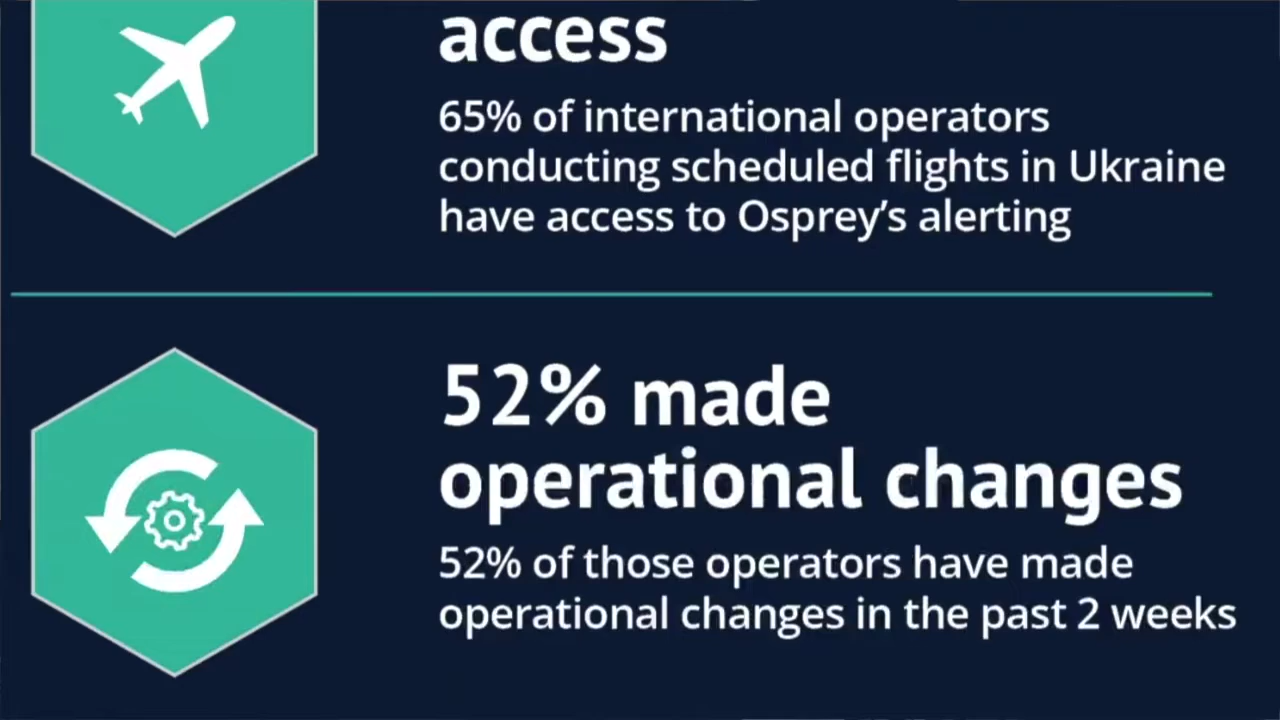 access
65% of international operators
conducting scheduled flights in Ukraine
have access to Osprey’s alerting
52% made
operational changes
52% of those operators have made
operational changes in the past 2 weeks